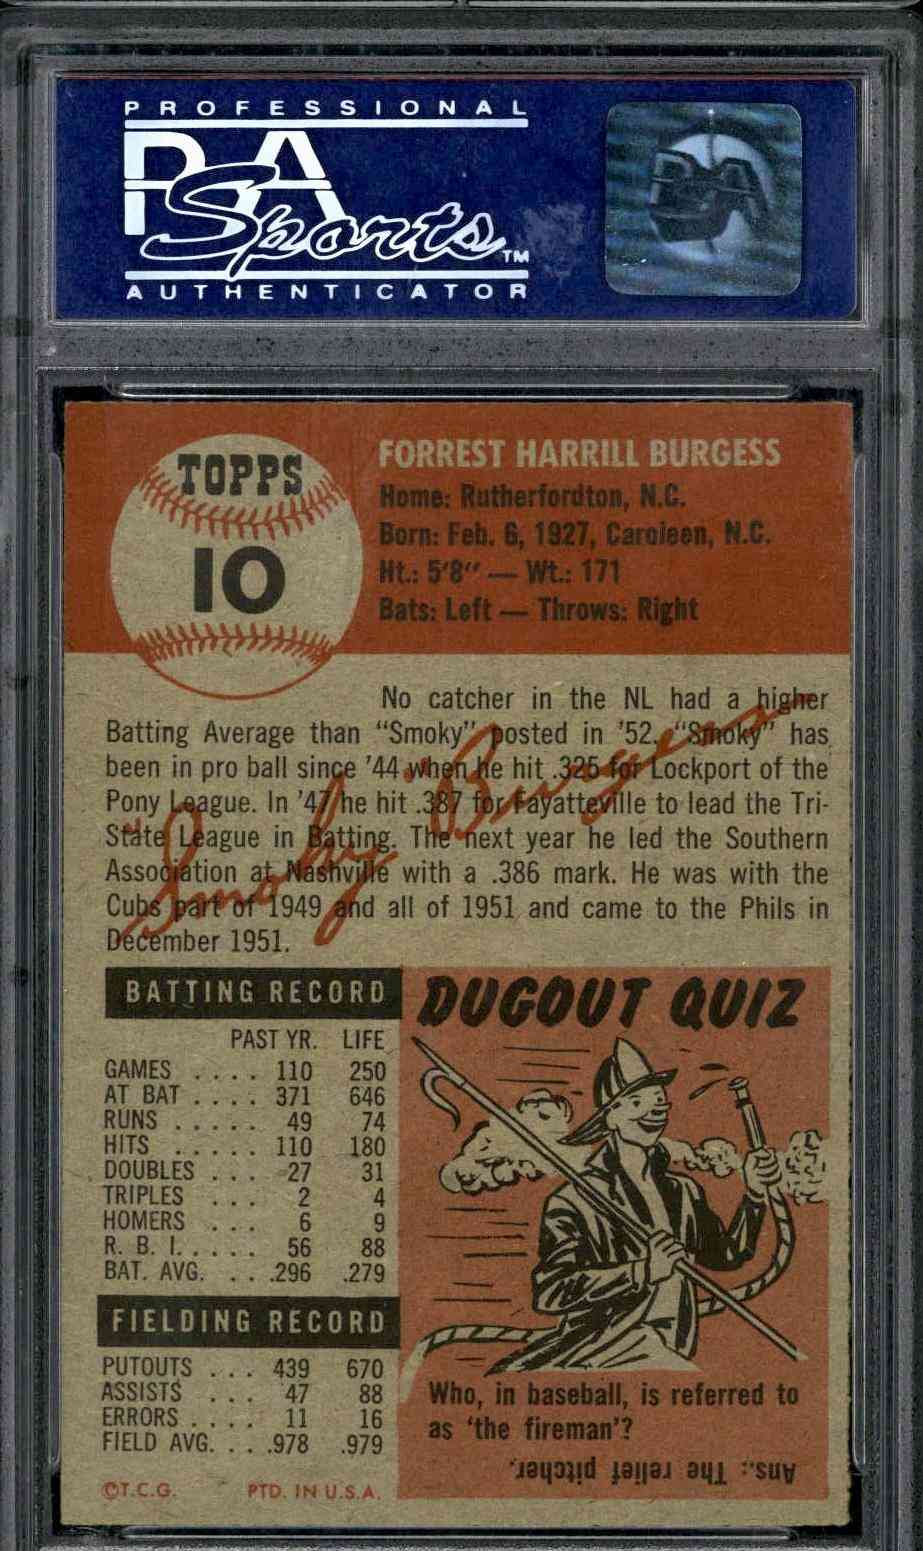 PROFESSIONAL
PSA
Sports™
AUTHENTICATOR
PSA
TOPPS
10
FORREST HARRILL BURGESS
Home: Rutherfordton, N.C.
Born: Feb. 6, 1927, Caroleen, N.C.
Ht.: 5'8" — Wt.: 171
Bats: Left — Throws: Right
No catcher in the NL had a higher
Batting Average than "Smoky" posted in '52. "Smoky" has
been in pro ball since '44 when he hit .325 for Lockport of the
Pony League. In '47 he hit .387 for Fayatteville to lead the Tri-
State League in Batting. The next year he led the Southern
Association at Nashville with a .386 mark. He was with the
Cubs part of 1949 and all of 1951 and came to the Phils in
December 1951.
"Smoky" Burgess
BATTING RECORD
PAST YR. LIFE
GAMES .... 110 250
AT BAT .... 371 646
RUNS ..... 49 74
HITS ..... 110 180
DOUBLES ... 27 31
TRIPLES ... 2 4
HOMERS ... 6 9
R. B. I. .... 56 88
BAT. AVG. ... .296 .279
FIELDING RECORD
PUTOUTS ... 439 670
ASSISTS ... 47 88
ERRORS .... 11 16
FIELD AVG. ... .978 .979
©T.C.G. PTD. IN U.S.A.
DUGOUT QUIZ
Who, in baseball, is referred to
as 'the fireman'?
Ans.: The relief pitcher.